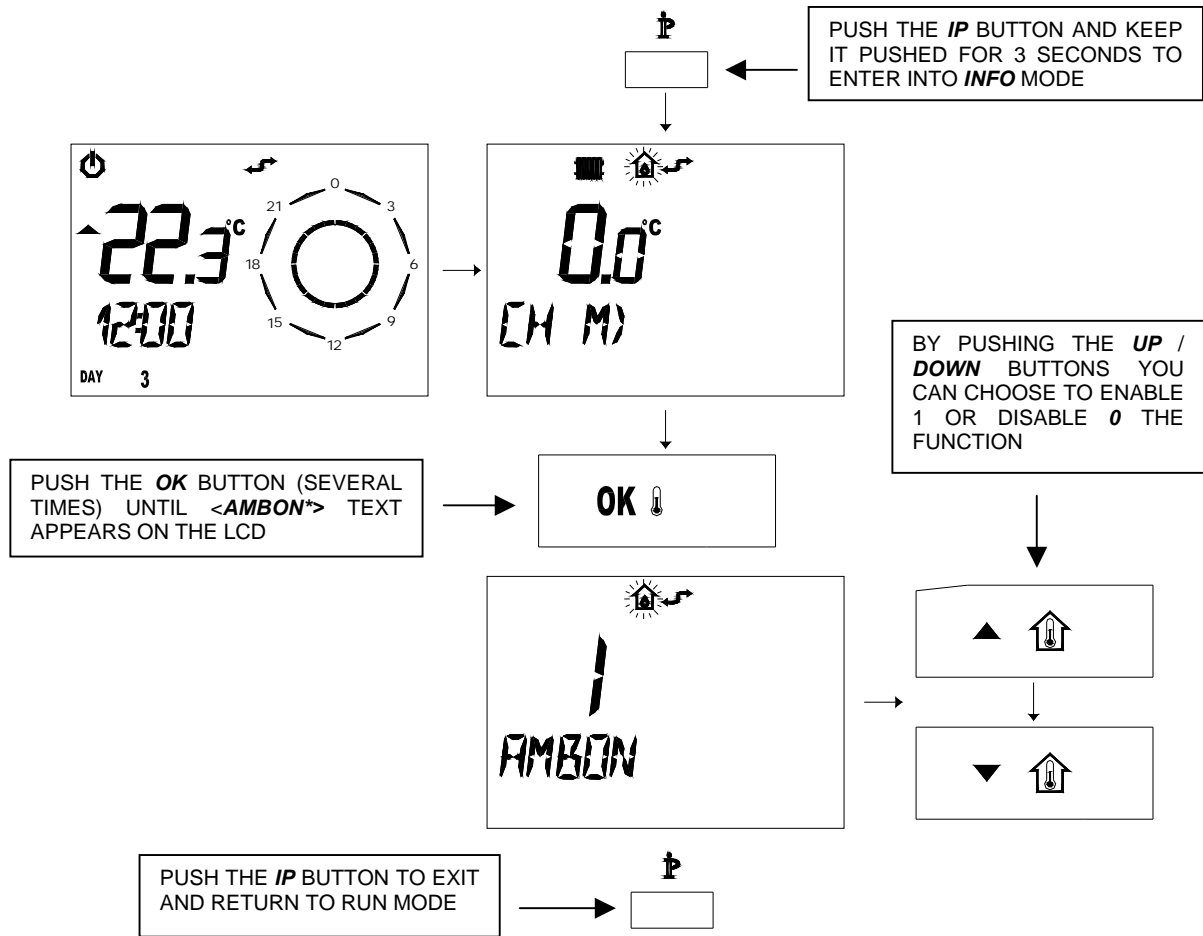 iP
PUSH THE IP BUTTON AND KEEP
IT PUSHED FOR 3 SECONDS TO
ENTER INTO INFO MODE
22.3°C
12:00
DAY 3
0
3
6
9
12
15
18
21
0.0°C
CH M)
BY PUSHING THE UP /
DOWN BUTTONS YOU
CAN CHOOSE TO ENABLE
1 OR DISABLE 0 THE
FUNCTION
PUSH THE OK BUTTON (SEVERAL
TIMES) UNTIL <AMBON*> TEXT
APPEARS ON THE LCD
OK
1
AMBON
PUSH THE IP BUTTON TO EXIT
AND RETURN TO RUN MODE
iP